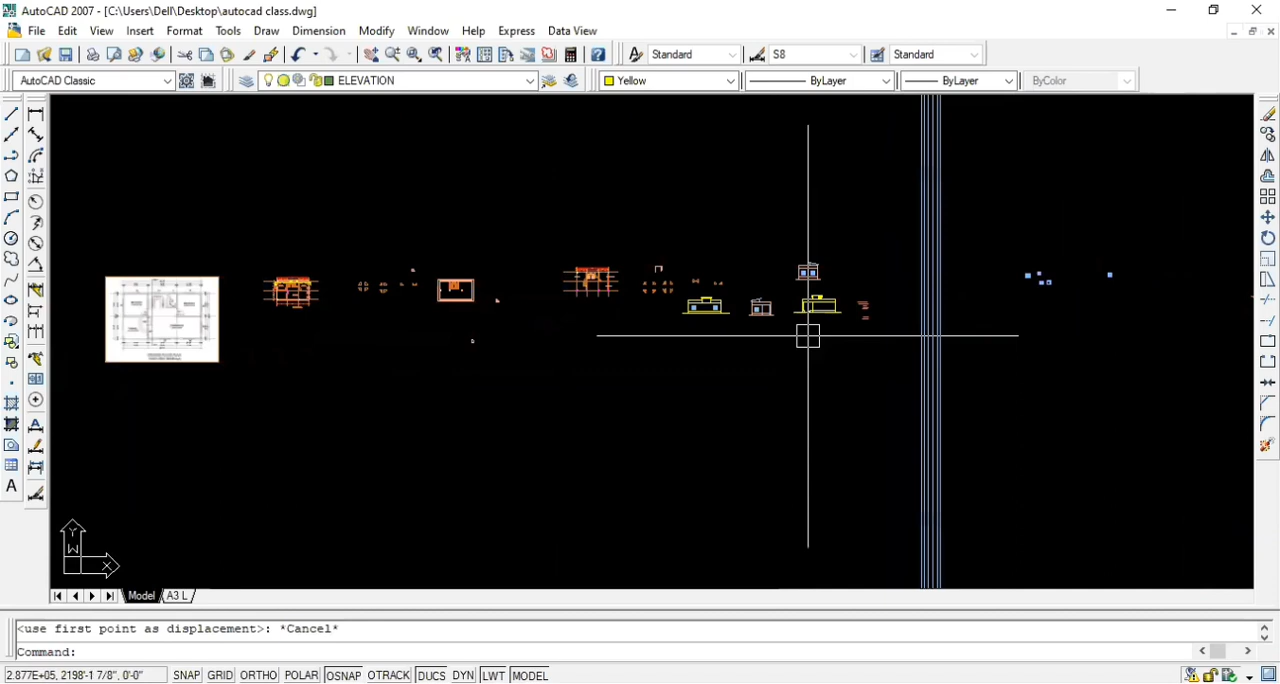 AutoCAD 2007 - [C:\Users\Dell\Desktop\autocad class.dwg]
File Edit View Insert Format Tools Draw Dimension Modify Window Help Express Data View
Standard S8 Standard
AutoCAD Classic ELEVATION Yellow ByLayer ByLayer ByColor
A
Y
W
X
Model A3 L
<use first point as displacement>: *Cancel*
Command:
2.877E+05, 2198'-1 7/8", 0'-0" SNAP GRID ORTHO POLAR OSNAP OTRACK DUCS DYN LWT MODEL